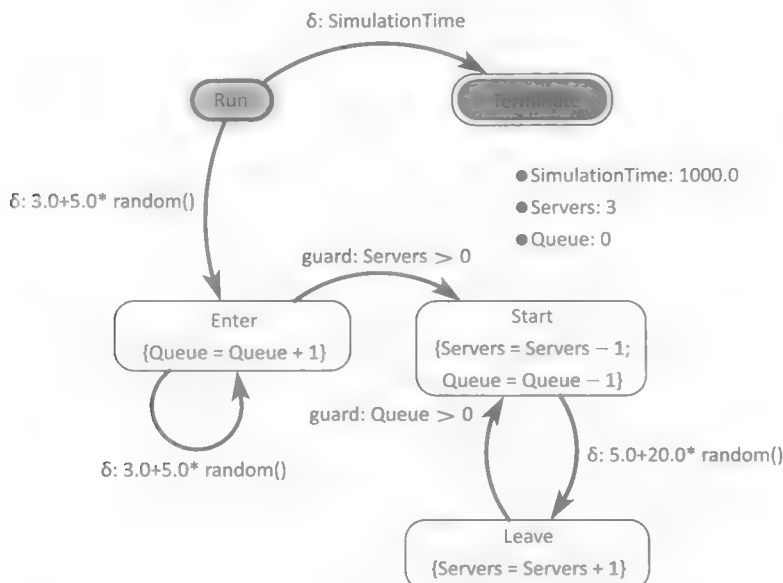 δ: SimulationTime
Run
Terminate
● SimulationTime: 1000.0
δ: 3.0+5.0* random()
● Servers: 3
● Queue: 0
guard: Servers > 0
Enter
{Queue = Queue + 1}
Start
{Servers = Servers − 1;
Queue = Queue − 1}
guard: Queue > 0
δ: 3.0+5.0* random()
δ: 5.0+20.0* random()
Leave
{Servers = Servers + 1}